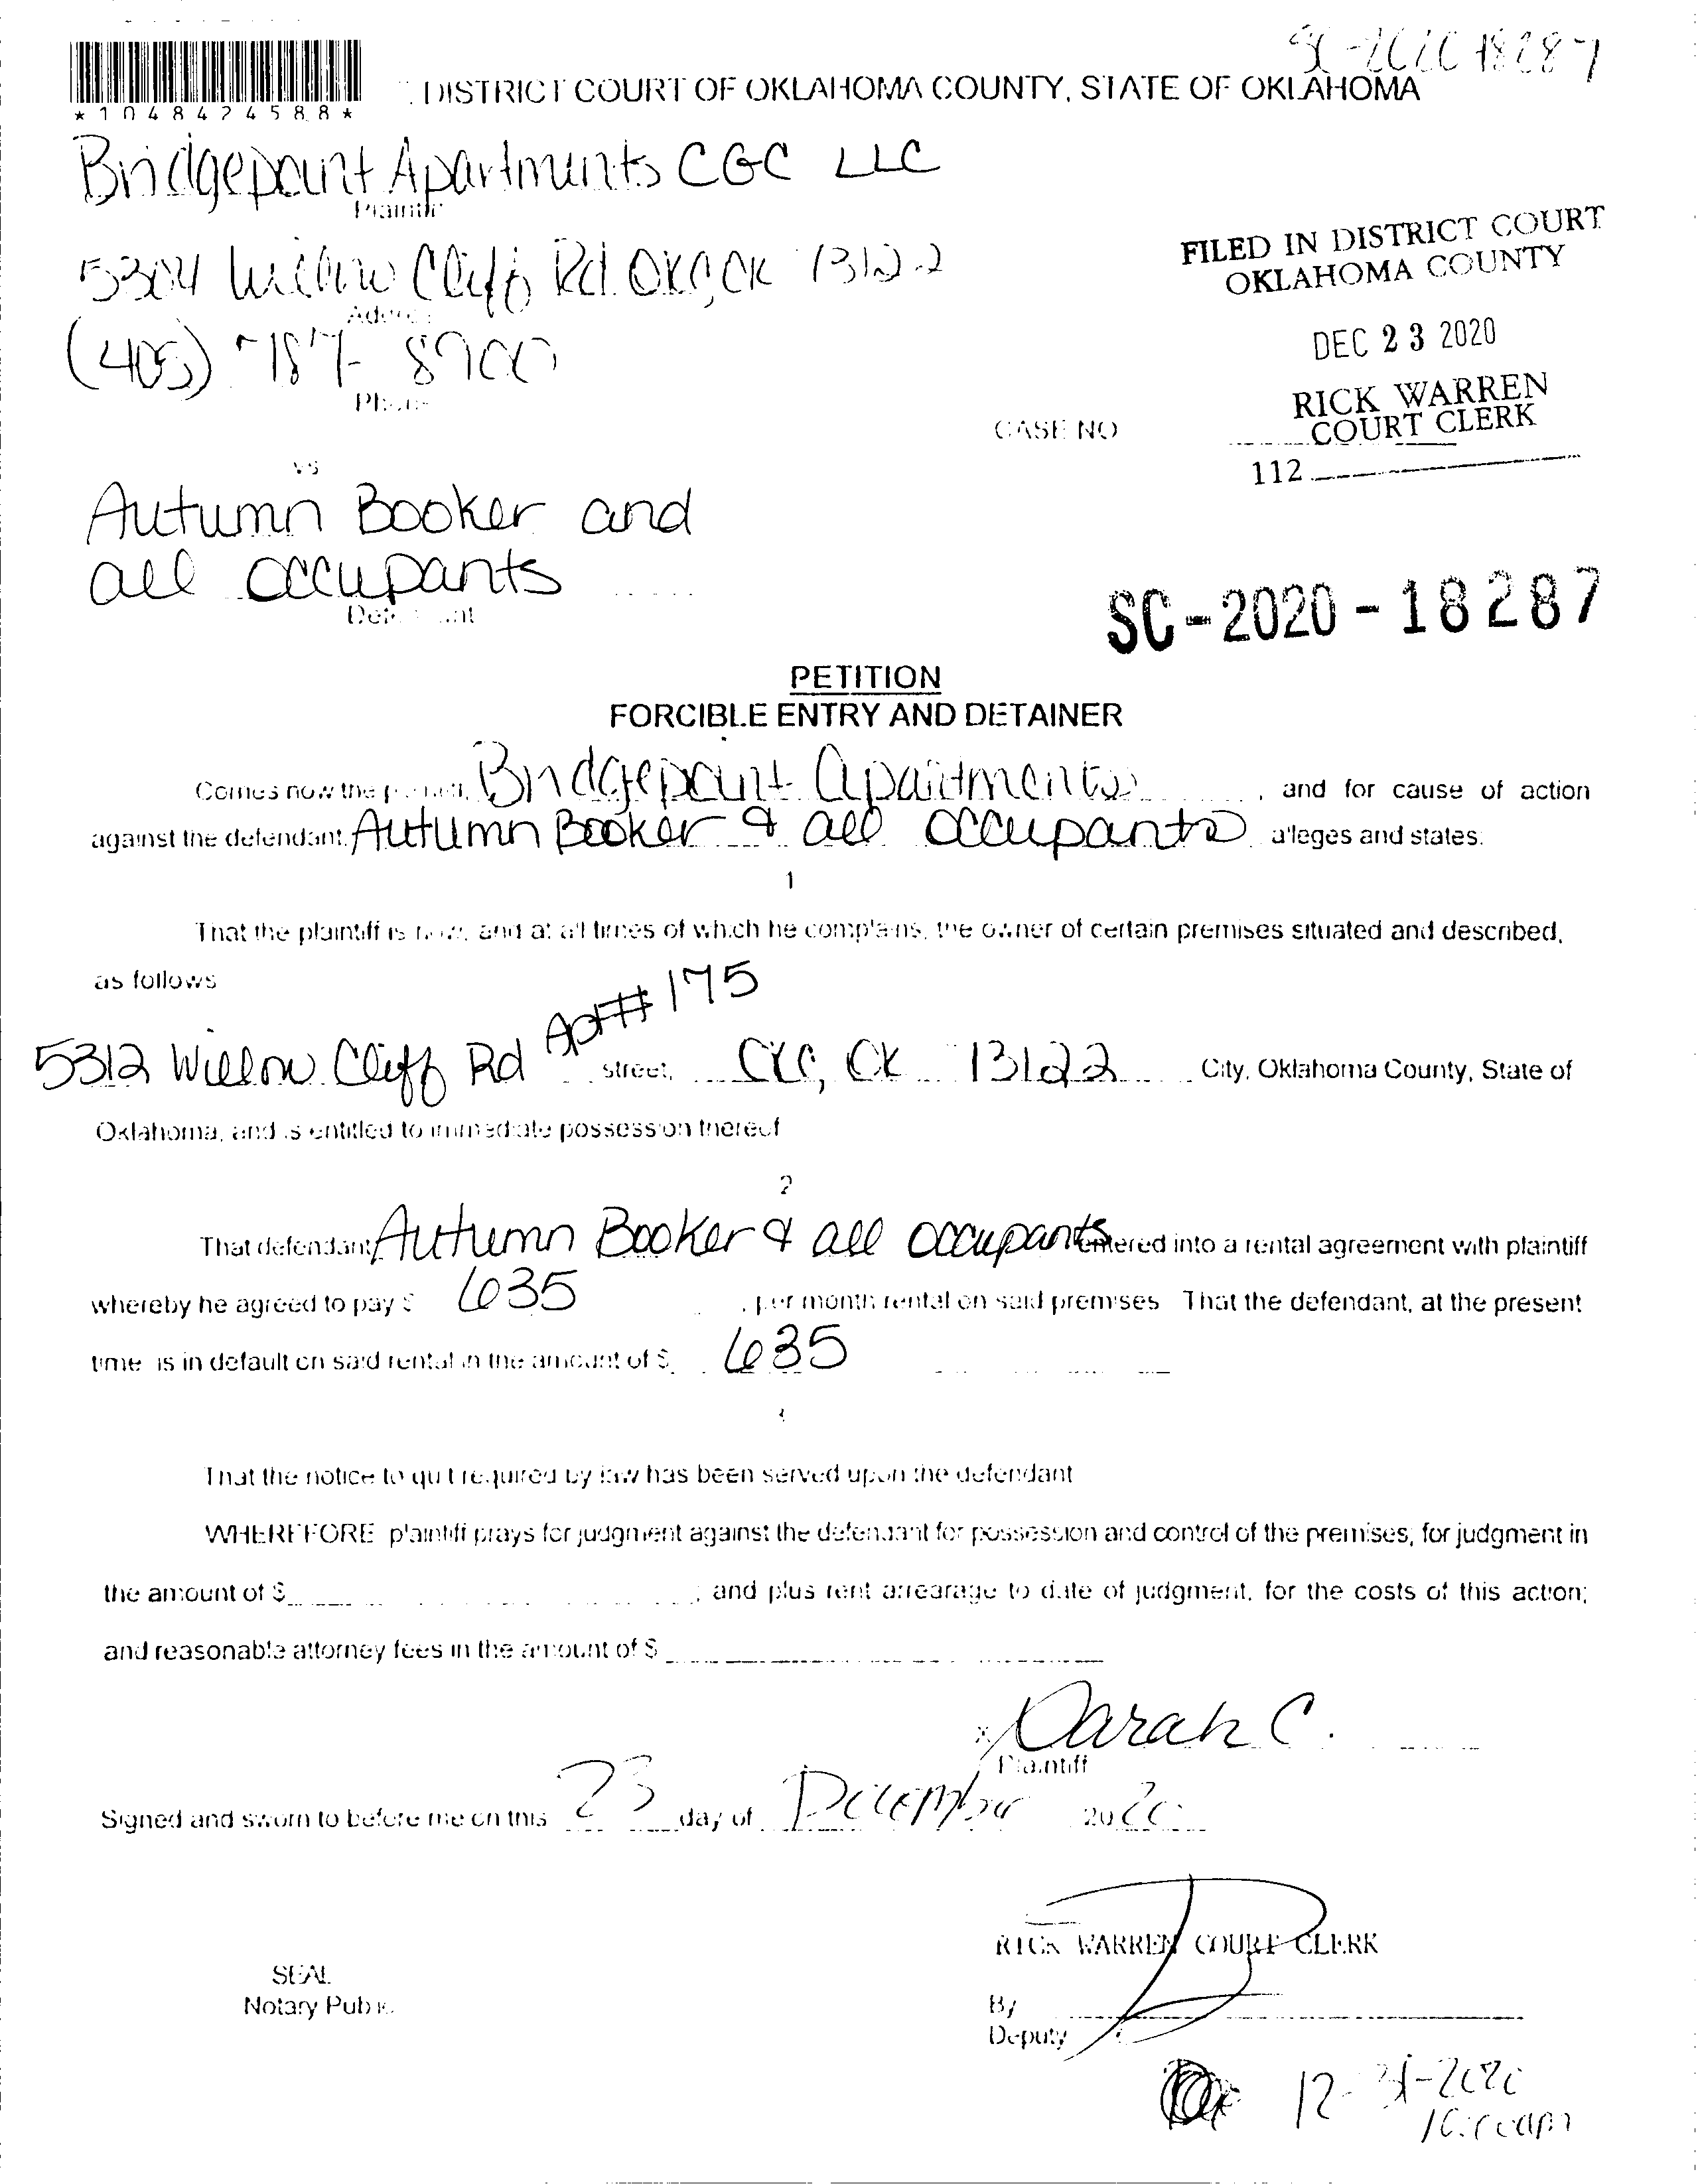 SC-2020 18287
*1048424588*
DISTRICT COURT OF OKLAHOMA COUNTY, STATE OF OKLAHOMA
Bridgepoint Apartments CGC LLC
Plaintiff
5304 Willow Cliff Rd OKC, OK 73122
Address
(405) 787-8900
Phone
FILED IN DISTRICT COURT
OKLAHOMA COUNTY
DEC 23 2020
RICK WARREN
COURT CLERK
CASE NO
112
vs
Autumn Booker and
all occupants
Defendant
SC-2020-18287
PETITION
FORCIBLE ENTRY AND DETAINER
Comes now the plaintiff, Bridgepoint Apartments, and for cause of action
against the defendant, Autumn Booker & all occupants alleges and states:
1
That the plaintiff is now, and at all times of which he complains, the owner of certain premises situated and described,
as follows
5312 Willow Cliff Rd Apt# 175 street, OKC, OK 73122 City, Oklahoma County, State of
Oklahoma, and is entitled to immediate possession thereof
2
That defendant Autumn Booker & all occupants entered into a rental agreement with plaintiff
whereby he agreed to pay $ 635, per month rental on said premises That the defendant, at the present
time is in default on said rental in the amount of $ 635
3
That the notice to quit required by law has been served upon the defendant
WHEREFORE plaintiff prays for judgment against the defendant for possession and control of the premises; for judgment in
the amount of $ ; and plus rent arrearage to date of judgment, for the costs of this action;
and reasonable attorney fees in the amount of $
x Sarah C.
Plaintiff
Signed and sworn to before me on this 23 day of December 2020
RICK WARREN COURT CLERK
SEAL
Notary Public
By
Deputy
12-31-2020
10:00am